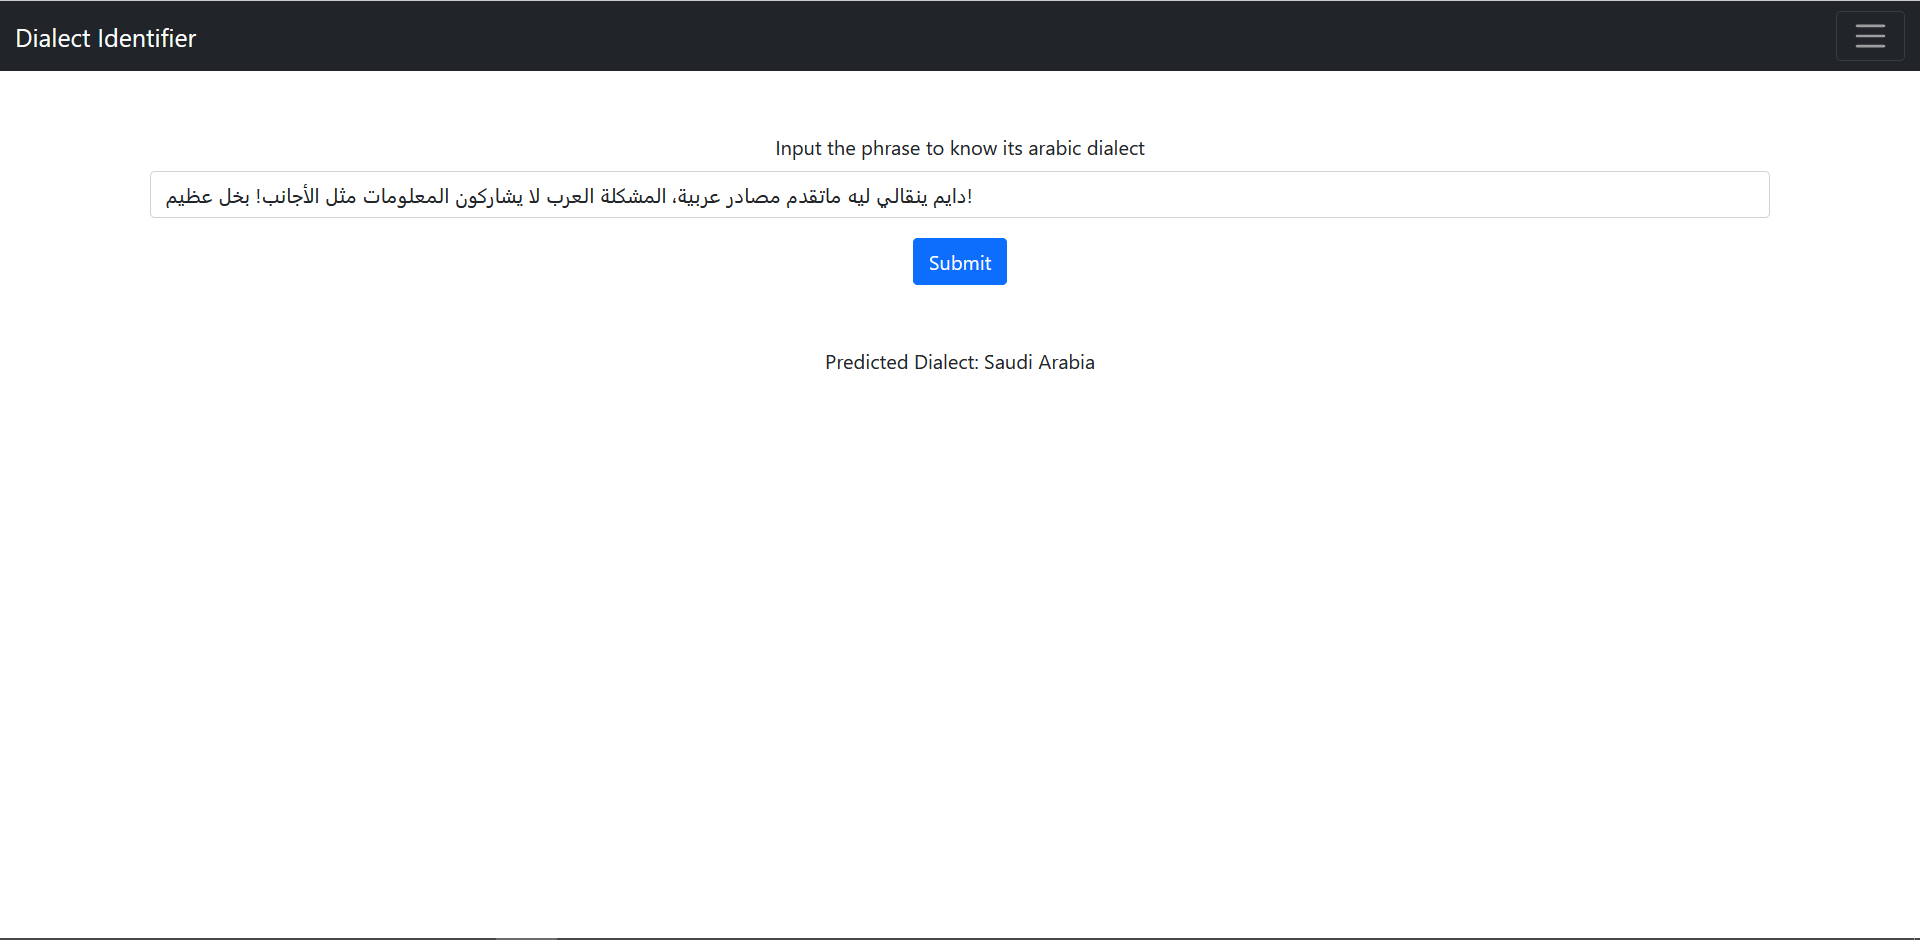 Dialect Identifier
Input the phrase to know its arabic dialect
دايم ينقالي ليه ماتقدم مصادر عربية، المشكلة العرب لا يشاركون المعلومات مثل الأجانب! بخل عظيم!
Submit
Predicted Dialect: Saudi Arabia